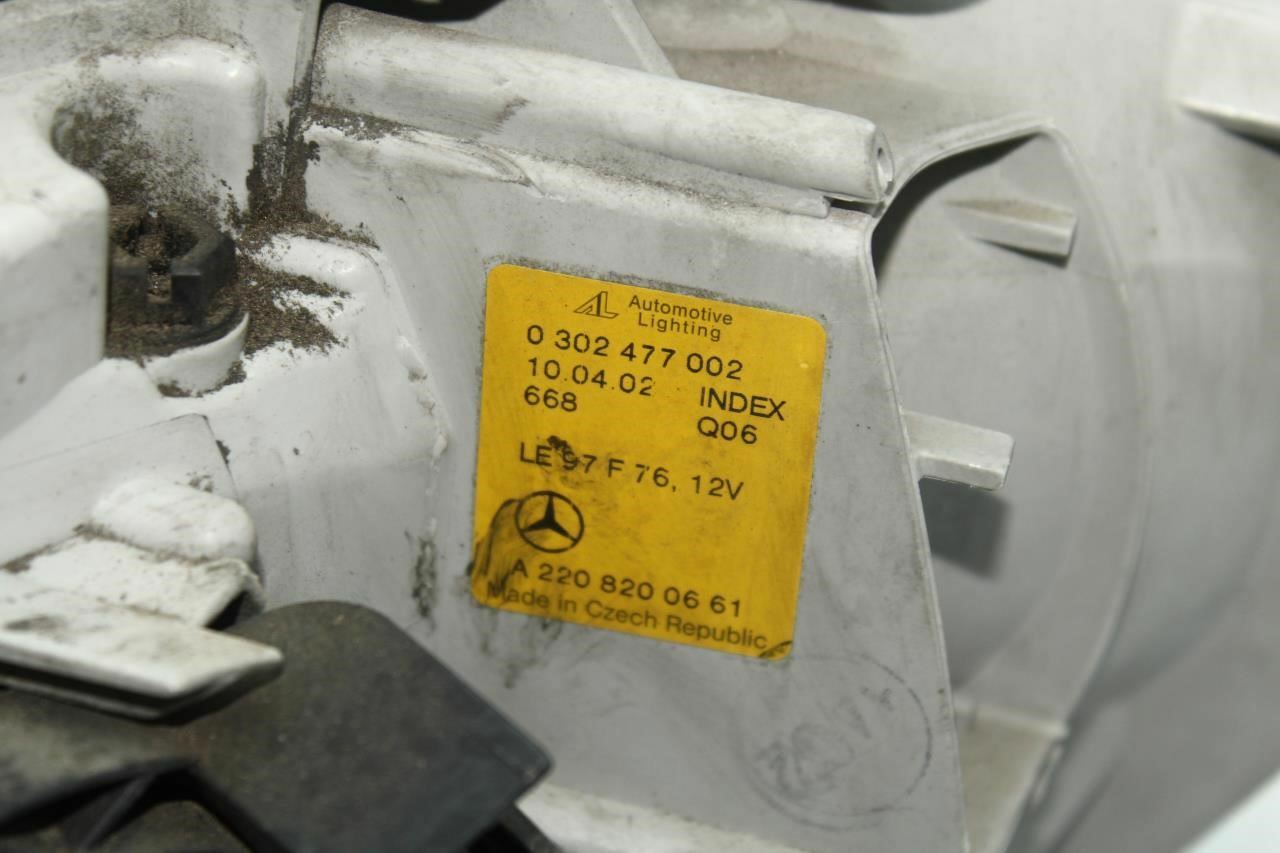 Automotive
Lighting
0 302 477 002
10.04.02 INDEX
668 Q06
LE 97 F 76, 12V
A 220 820 06 61
Made in Czech Republic